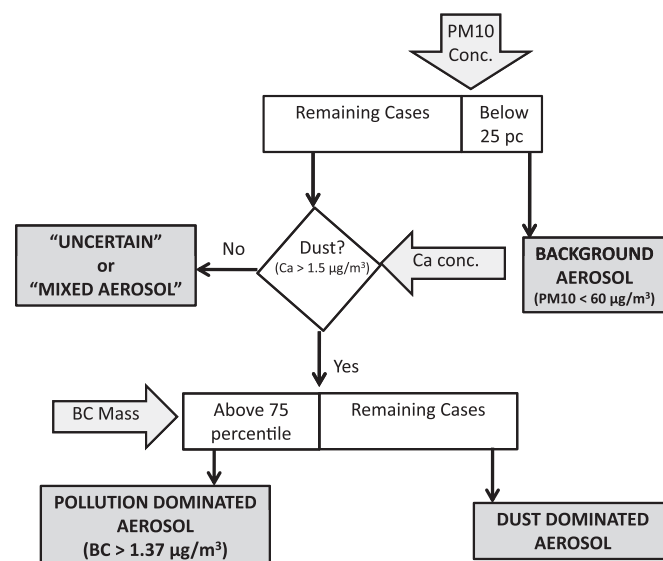 PM10
Conc.
Remaining Cases
Below
25 pc
Dust?
(Ca > 1.5 µg/m³)
No
"UNCERTAIN"
or
"MIXED AEROSOL"
Ca conc.
BACKGROUND
AEROSOL
(PM10 < 60 µg/m³)
Yes
BC Mass
Above 75
percentile
Remaining Cases
POLLUTION DOMINATED
AEROSOL
(BC > 1.37 µg/m³)
DUST DOMINATED
AEROSOL